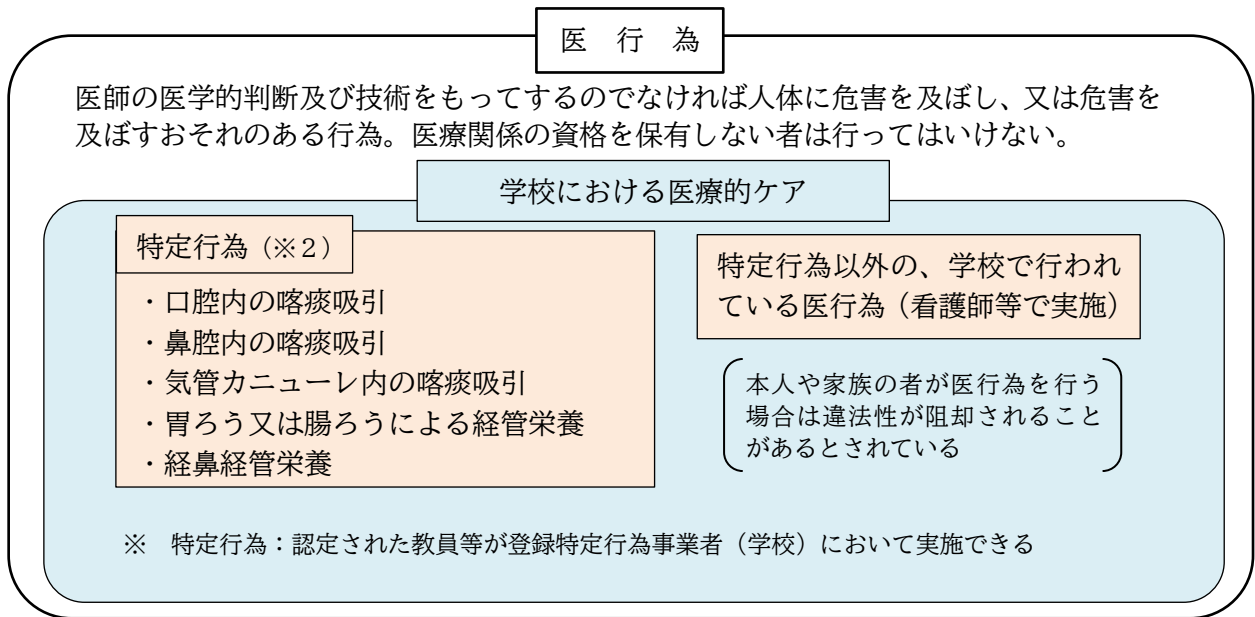 医 行 為
医師の医学的判断及び技術をもってするのでなければ人体に危害を及ぼし、又は危害を
及ぼすおそれのある行為。医療関係の資格を保有しない者は行ってはいけない。
学校における医療的ケア
特定行為（※２）
・口腔内の喀痰吸引
・鼻腔内の喀痰吸引
・気管カニューレ内の喀痰吸引
・胃ろう又は腸ろうによる経管栄養
・経鼻経管栄養
特定行為以外の、学校で行われ
ている医行為（看護師等で実施）
本人や家族の者が医行為を行う
場合は違法性が阻却されること
があるとされている
※　特定行為：認定された教員等が登録特定行為事業者（学校）において実施できる